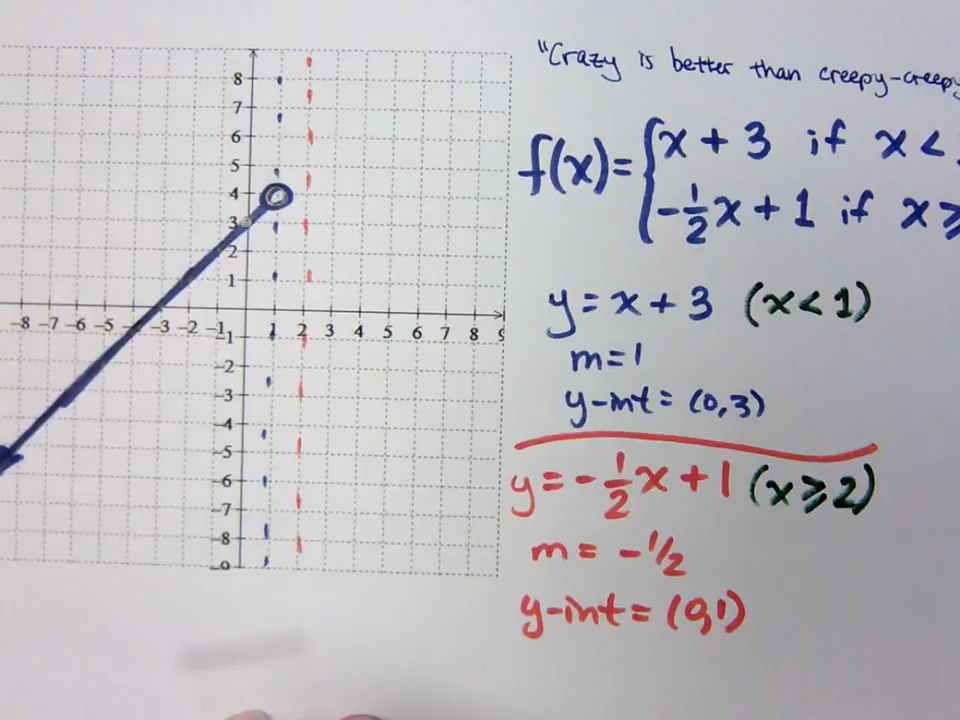 "Crazy is better than creepy-creepy
f(x) = { x + 3 if x <
-1/2 x + 1 if x ≥
y = x + 3 (x < 1)
m = 1
y-int = (0, 3)
y = -1/2 x + 1 (x ≥ 2)
m = -1/2
y-int = (0, 1)
8
7
6
5
4
3
2
1
-8 -7 -6 -5 -4 -3 -2 -1 1 2 3 4 5 6 7 8 9
-1
-2
-3
-4
-5
-6
-7
-8
-9